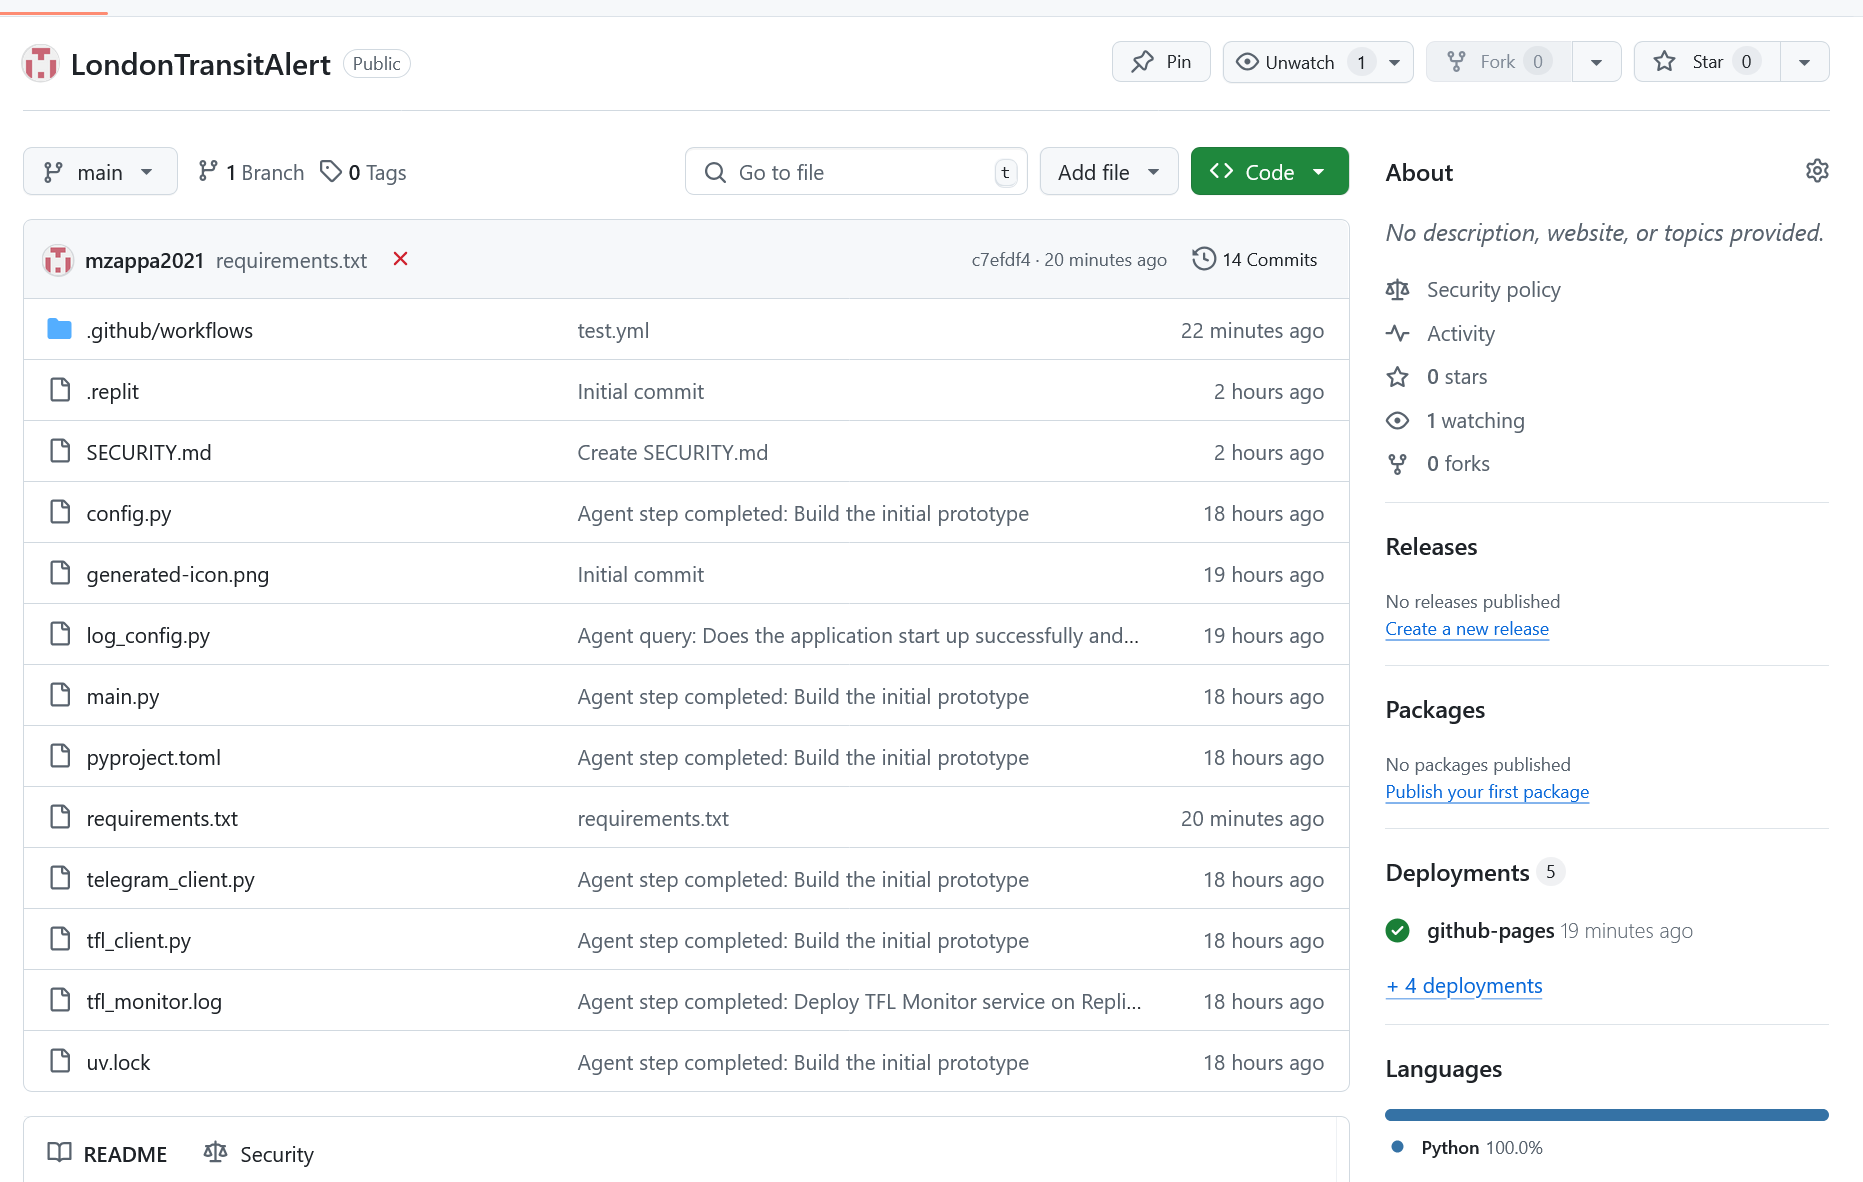 LondonTransitAlert Public Pin Unwatch 1 Fork 0 Star 0
main 1 Branch 0 Tags Go to file t Add file Code
mzappa2021 requirements.txt c7efdf4 · 20 minutes ago 14 Commits
.github/workflows test.yml 22 minutes ago
.replit Initial commit 2 hours ago
SECURITY.md Create SECURITY.md 2 hours ago
config.py Agent step completed: Build the initial prototype 18 hours ago
generated-icon.png Initial commit 19 hours ago
log_config.py Agent query: Does the application start up successfully and... 19 hours ago
main.py Agent step completed: Build the initial prototype 18 hours ago
pyproject.toml Agent step completed: Build the initial prototype 18 hours ago
requirements.txt requirements.txt 20 minutes ago
telegram_client.py Agent step completed: Build the initial prototype 18 hours ago
tfl_client.py Agent step completed: Build the initial prototype 18 hours ago
tfl_monitor.log Agent step completed: Deploy TFL Monitor service on Repli... 18 hours ago
uv.lock Agent step completed: Build the initial prototype 18 hours ago
README Security
About
No description, website, or topics provided.
Security policy
Activity
0 stars
1 watching
0 forks
Releases
No releases published
Create a new release
Packages
No packages published
Publish your first package
Deployments 5
github-pages 19 minutes ago
+ 4 deployments
Languages
Python 100.0%